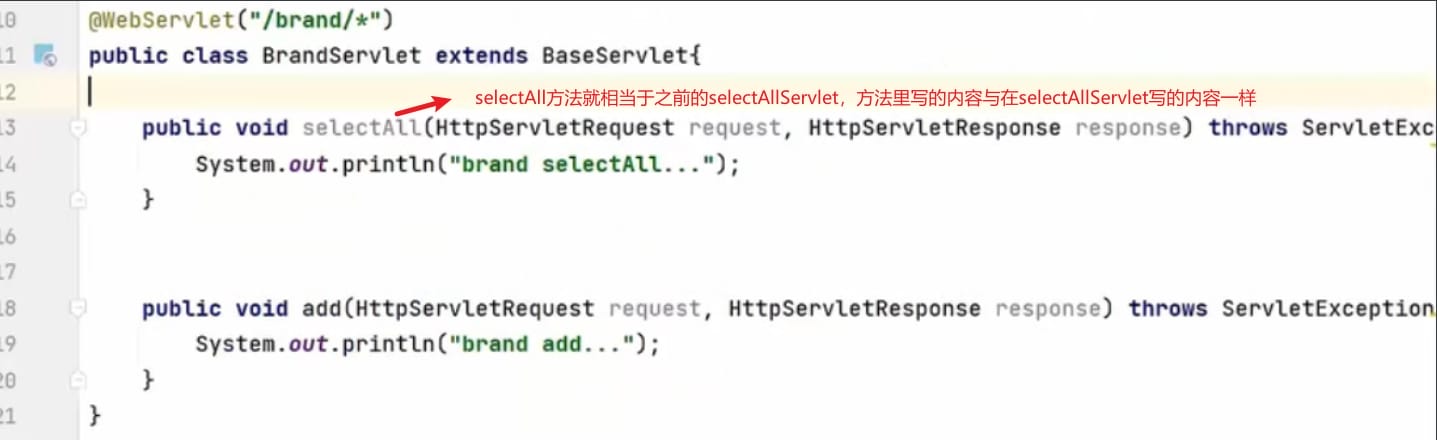 10 @WebServlet("/brand/*")
11 public class BrandServlet extends BaseServlet{
12
selectAll方法就相当于之前的selectAllServlet，方法里写的内容与在selectAllServlet写的内容一样
13 public void selectAll(HttpServletRequest request, HttpServletResponse response) throws ServletExc
14 System.out.println("brand selectAll...");
15 }
16
17
18 public void add(HttpServletRequest request, HttpServletResponse response) throws ServletException
19 System.out.println("brand add...");
20 }
21 }